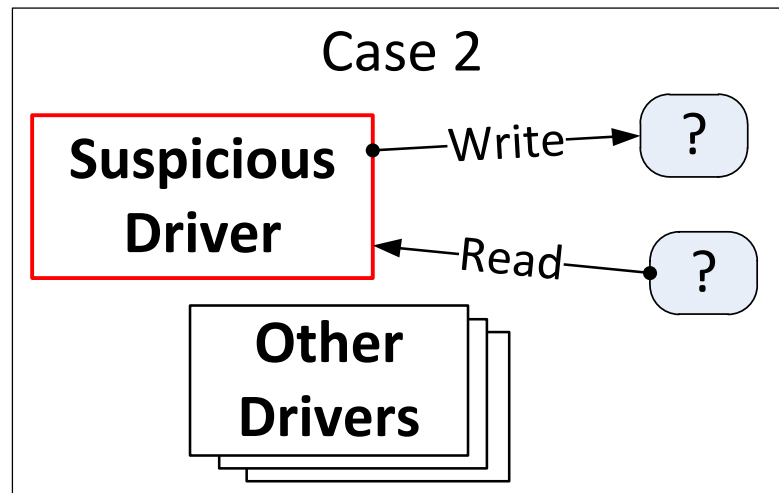 Case 2
Suspicious
Driver
Write
?
Read
?
Other
Drivers